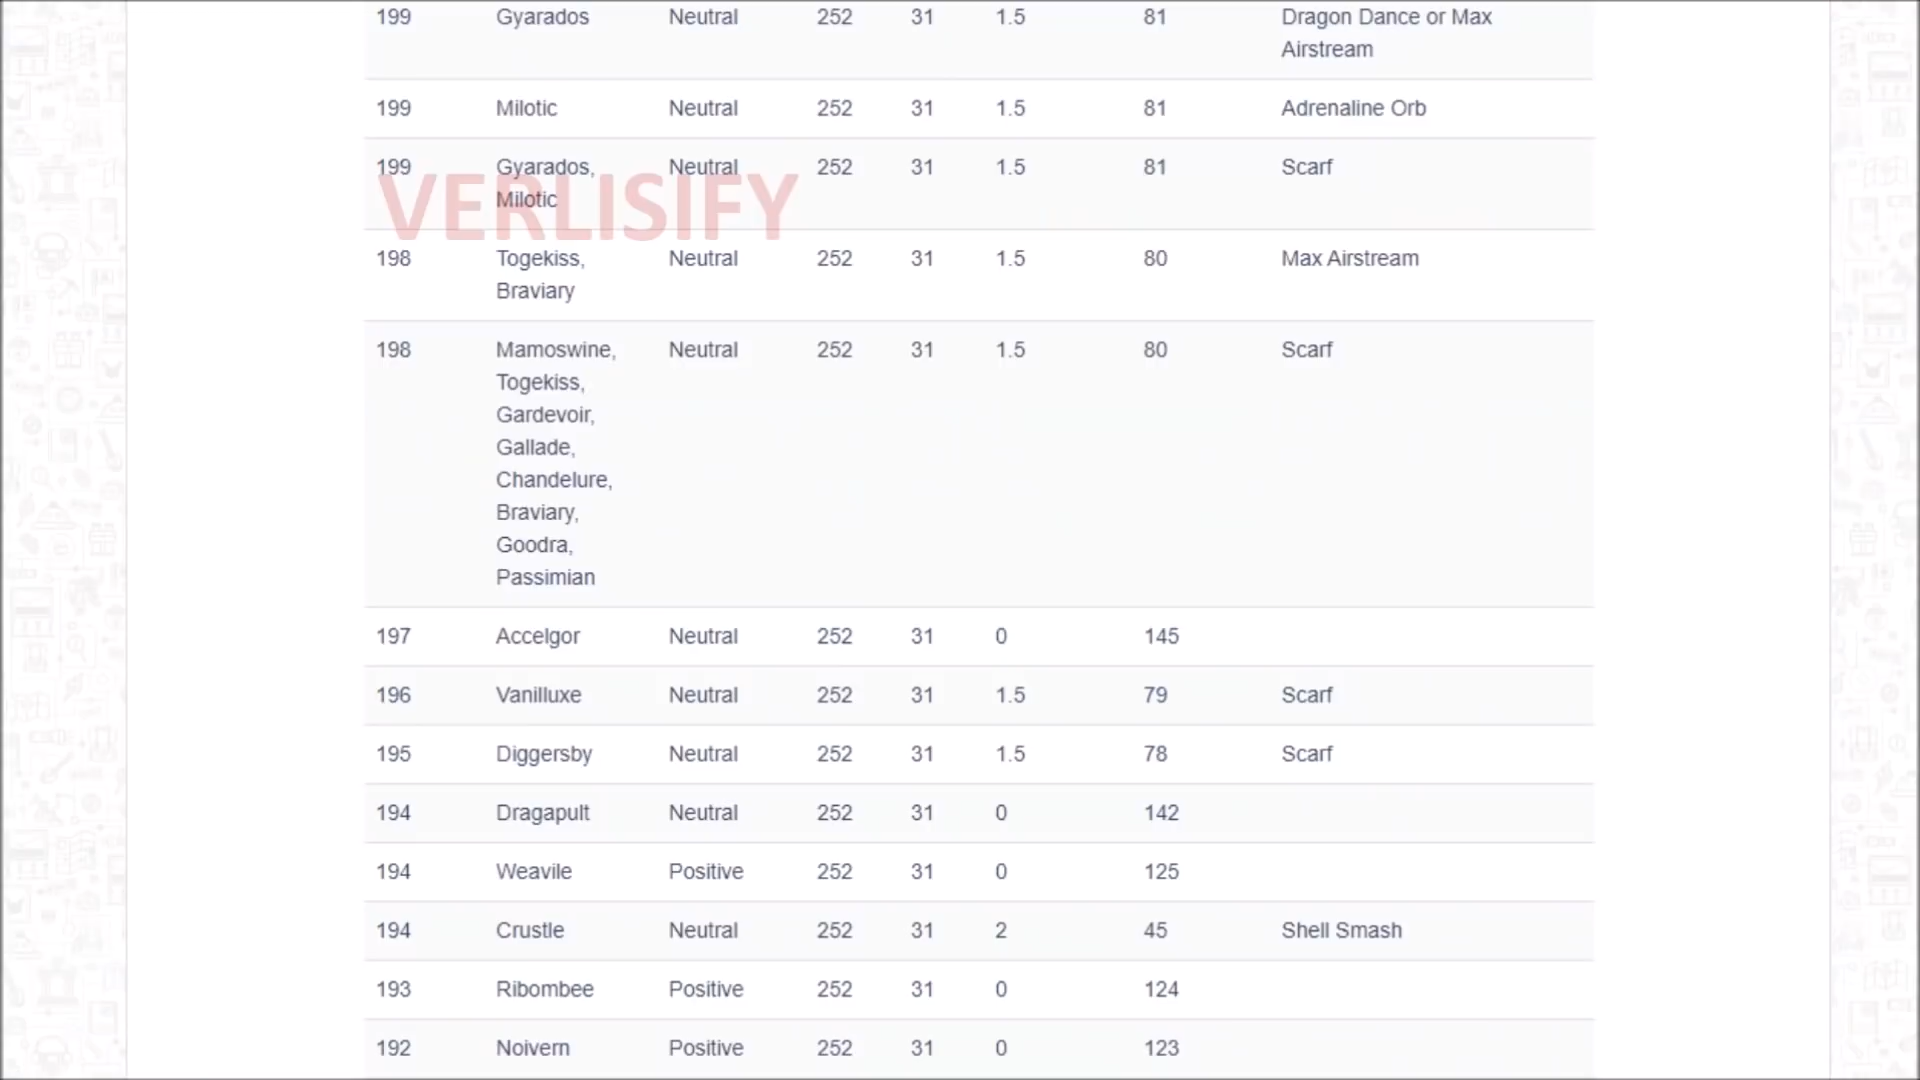 199 Gyarados Neutral 252 31 1.5 81 Dragon Dance or Max
Airstream
199 Milotic Neutral 252 31 1.5 81 Adrenaline Orb
199 Gyarados, Neutral 252 31 1.5 81 Scarf
Milotic
VERLISIFY
198 Togekiss, Neutral 252 31 1.5 80 Max Airstream
Braviary
198 Mamoswine, Neutral 252 31 1.5 80 Scarf
Togekiss,
Gardevoir,
Gallade,
Chandelure,
Braviary,
Goodra,
Passimian
197 Accelgor Neutral 252 31 0 145
196 Vanilluxe Neutral 252 31 1.5 79 Scarf
195 Diggersby Neutral 252 31 1.5 78 Scarf
194 Dragapult Neutral 252 31 0 142
194 Weavile Positive 252 31 0 125
194 Crustle Neutral 252 31 2 45 Shell Smash
193 Ribombee Positive 252 31 0 124
192 Noivern Positive 252 31 0 123